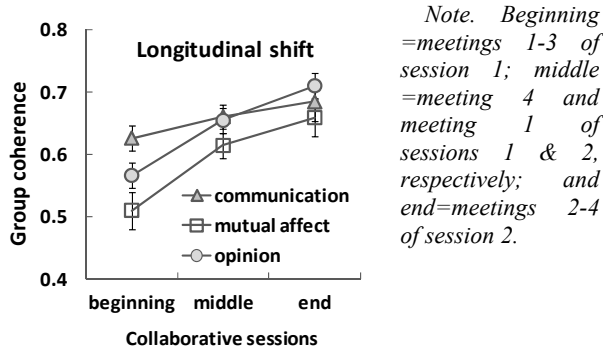 Longitudinal shift
Group coherence
0.8
0.7
0.6
0.5
0.4
communication
mutual affect
opinion
beginning middle end
Collaborative sessions
Note. Beginning
=meetings 1-3 of
session 1; middle
=meeting 4 and
meeting 1 of
sessions 1 & 2,
respectively; and
end=meetings 2-4
of session 2.